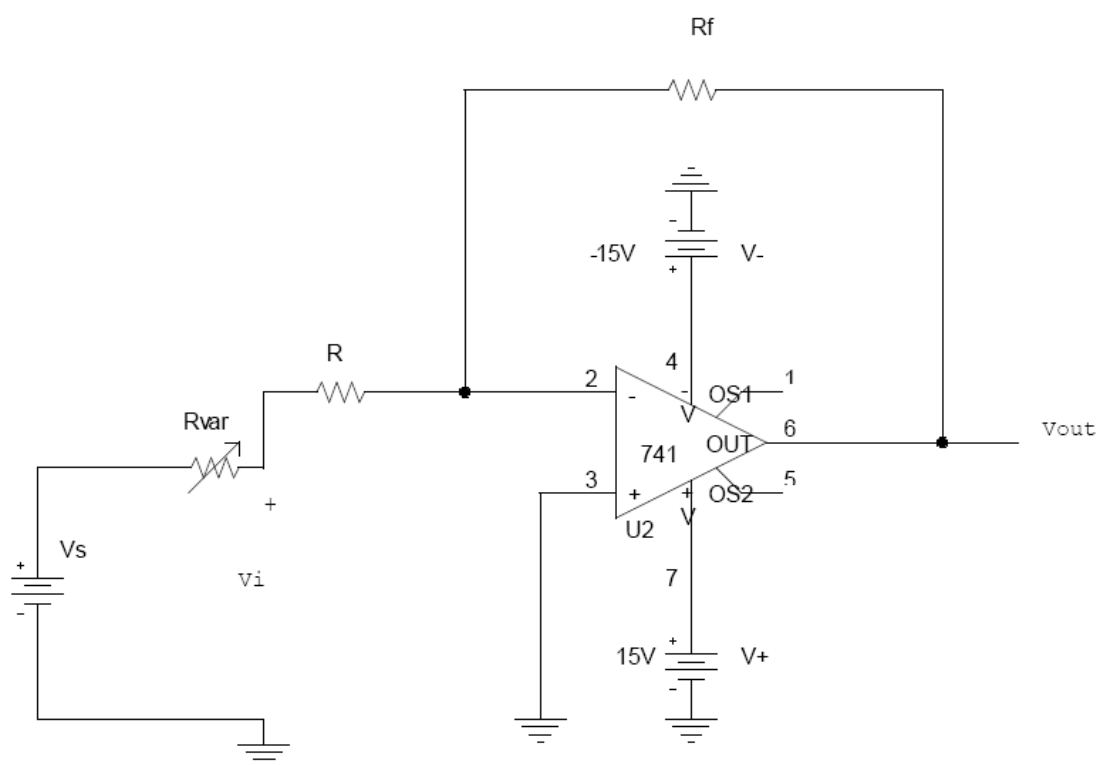 Rf
-
-15V V-
+
R
4
2 - - OS1 1
V
Rvar
741 OUT 6 Vout
3 + + OS2 5
V
+
U2
+ Vs
Vi
-
7
+
15V V+
-